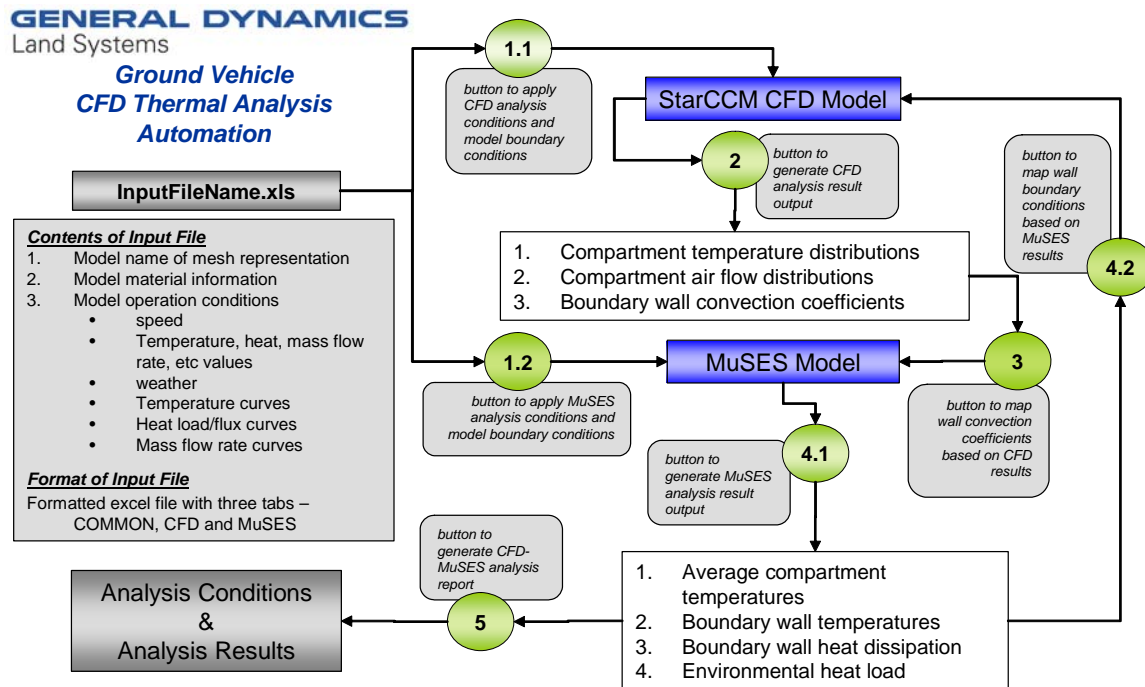 GENERAL DYNAMICS
Land Systems
Ground Vehicle
CFD Thermal Analysis
Automation
InputFileName.xls
Contents of Input File
1. Model name of mesh representation
2. Model material information
3. Model operation conditions
• speed
• Temperature, heat, mass flow
rate, etc values
• weather
• Temperature curves
• Heat load/flux curves
• Mass flow rate curves
Format of Input File
Formatted excel file with three tabs –
COMMON, CFD and MuSES
1.1
button to apply
CFD analysis
conditions and
model boundary
conditions
StarCCM CFD Model
2
button to
generate CFD
analysis result
output
button to
map wall
boundary
conditions
based on
MuSES
results
4.2
1. Compartment temperature distributions
2. Compartment air flow distributions
3. Boundary wall convection coefficients
1.2
button to apply MuSES
analysis conditions and
model boundary conditions
MuSES Model
3
button to map
wall convection
coefficients
based on CFD
results
4.1
button to
generate MuSES
analysis result
output
1. Average compartment
temperatures
2. Boundary wall temperatures
3. Boundary wall heat dissipation
4. Environmental heat load
button to
generate CFD-
MuSES analysis
report
5
Analysis Conditions
&
Analysis Results